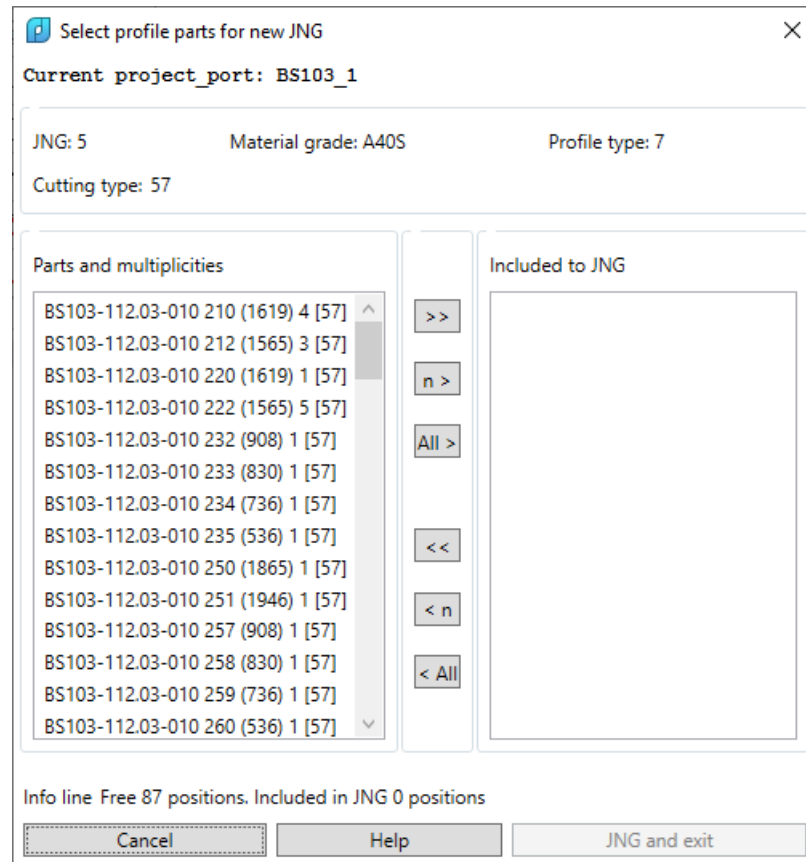 Select profile parts for new JNG
Current project_port: BS103_1
JNG: 5 Material grade: A40S Profile type: 7
Cutting type: 57
Parts and multiplicities
BS103-112.03-010 210 (1619) 4 [57]
BS103-112.03-010 212 (1565) 3 [57]
BS103-112.03-010 220 (1619) 1 [57]
BS103-112.03-010 222 (1565) 5 [57]
BS103-112.03-010 232 (908) 1 [57]
BS103-112.03-010 233 (830) 1 [57]
BS103-112.03-010 234 (736) 1 [57]
BS103-112.03-010 235 (536) 1 [57]
BS103-112.03-010 250 (1865) 1 [57]
BS103-112.03-010 251 (1946) 1 [57]
BS103-112.03-010 257 (908) 1 [57]
BS103-112.03-010 258 (830) 1 [57]
BS103-112.03-010 259 (736) 1 [57]
BS103-112.03-010 260 (536) 1 [57]
>>
n >
All >
<<
< n
< All
Included to JNG
Info line Free 87 positions. Included in JNG 0 positions
Cancel Help JNG and exit